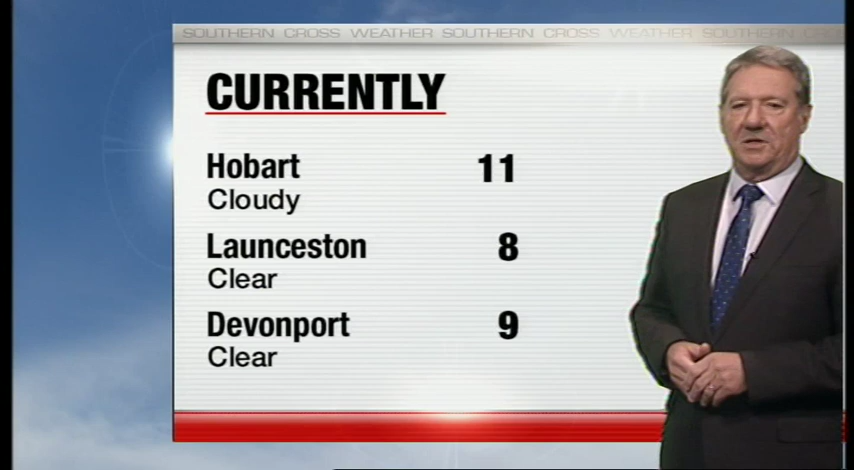 SOUTHERN CROSS WEATHER SOUTHERN CROSS WEATHER SOUTHERN CROSS
CURRENTLY
Hobart 11
Cloudy
Launceston 8
Clear
Devonport 9
Clear